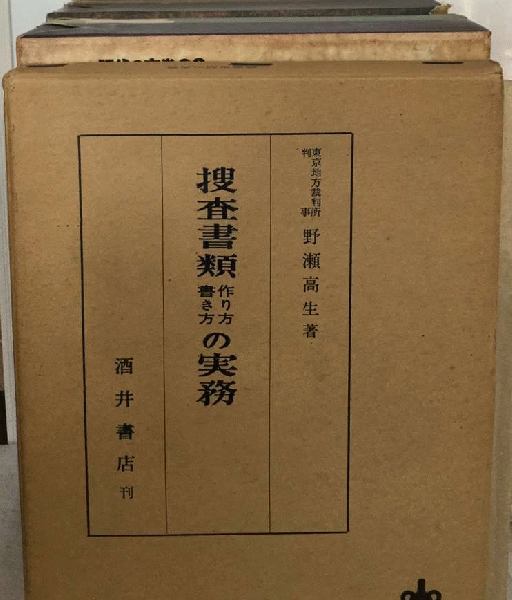 東京地方裁判所
判事
野瀬高生著
捜査書類
作り方
書き方
の実務
酒井書店刊